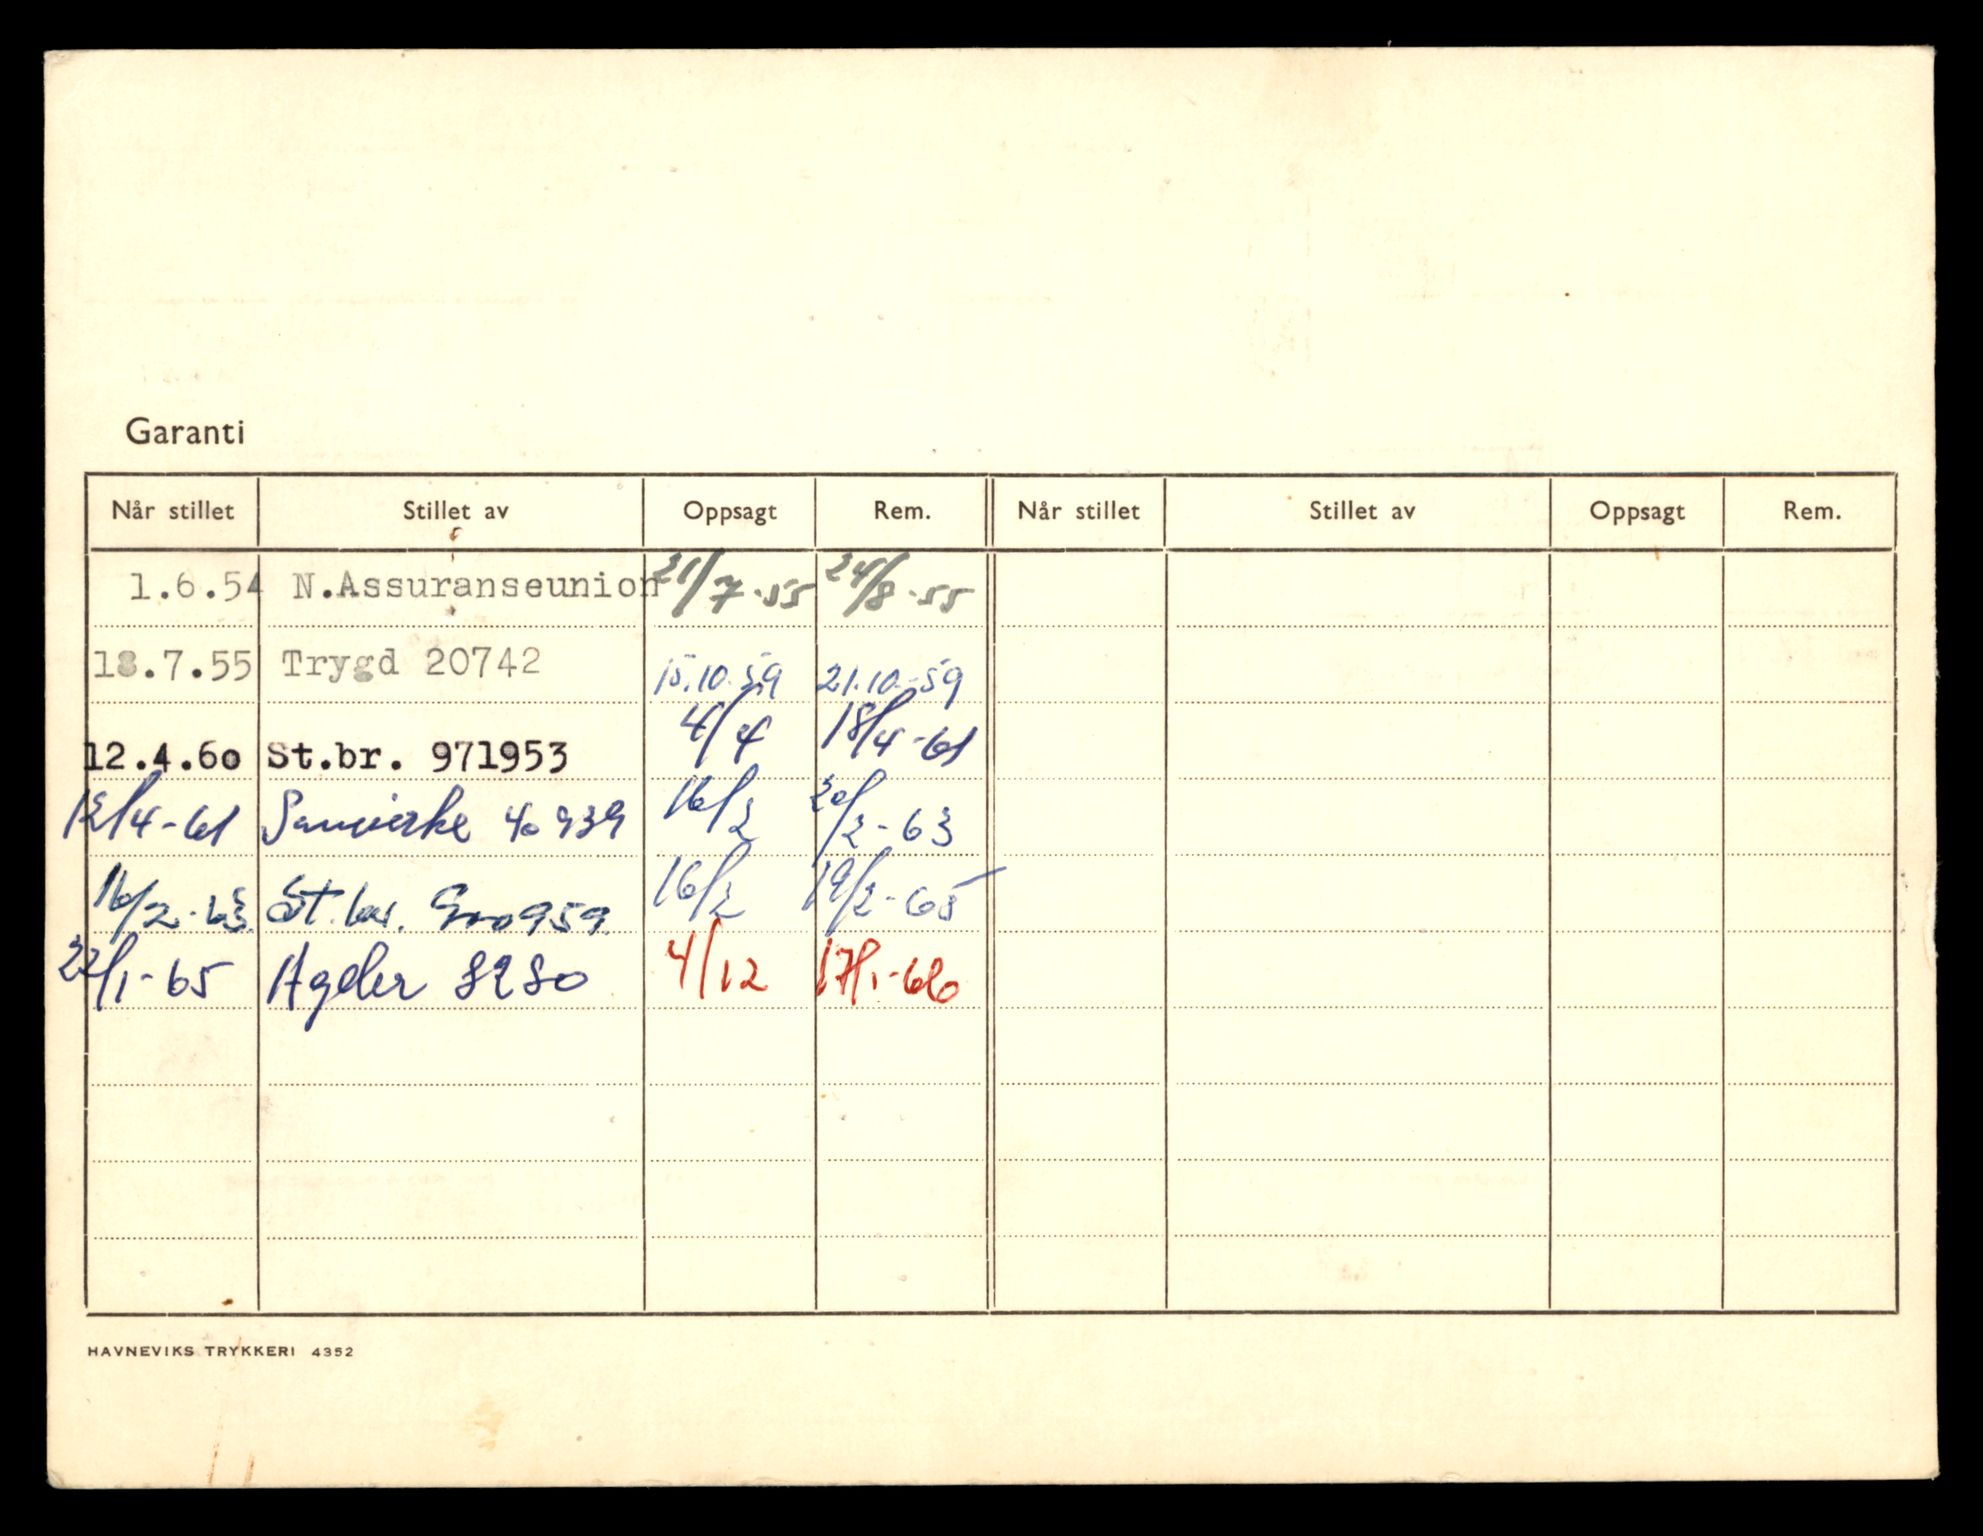 Garanti
Når stillet Stillet av Oppsagt Rem. Når stillet Stillet av Oppsagt Rem.
1.6.54 N.Assuranseunion 21/7-55 24/8-55
18.7.55 Trygd 20742 15.10.59 21.10.-59
12.4.60 St.br. 971953 4/4 18/4-61
12/4-61 Samvirke 40939 16/2 20/2-63
16/2-63 St.br. 16/2 19/2-65
22/1-65 Agder 8280 4/12 17/1-66
HAVNEVIKS TRYKKERI 4352